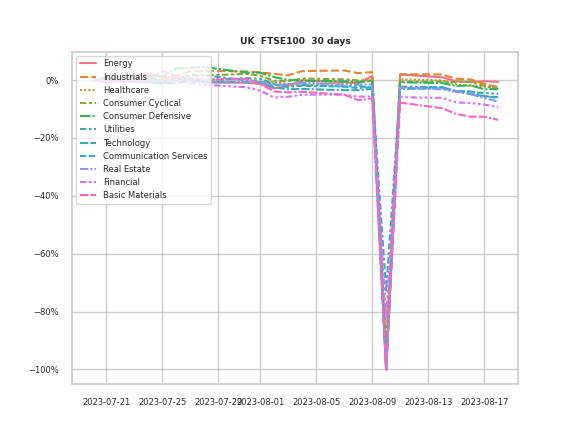 UK FTSE100 30 days
Energy
Industrials
Healthcare
Consumer Cyclical
Consumer Defensive
Utilities
Technology
Communication Services
Real Estate
Financial
Basic Materials
0%
−20%
−40%
−60%
−80%
−100%
2023-07-21 2023-07-25 2023-07-29 2023-08-01 2023-08-05 2023-08-09 2023-08-13 2023-08-17